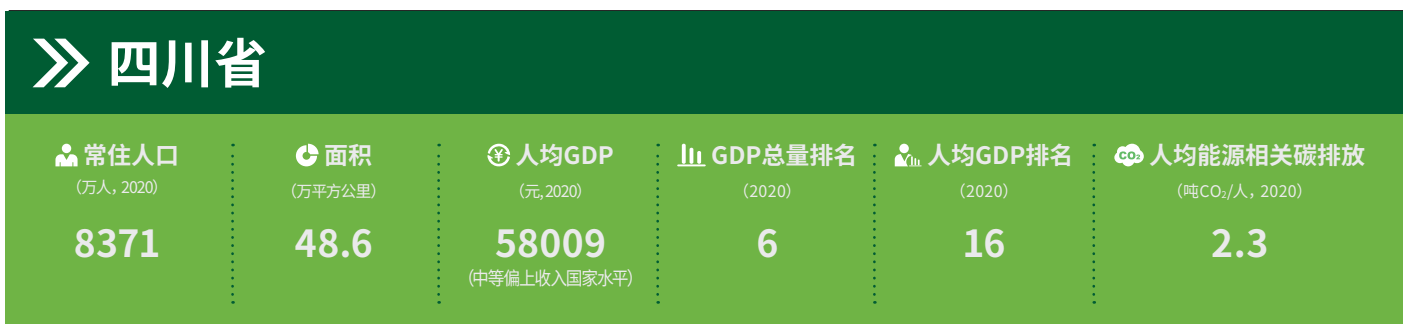 四川省
常住人口
（万人，2020）
8371
面积
（万平方公里）
48.6
人均GDP
（元,2020）
58009
（中等偏上收入国家水平）
GDP总量排名
（2020）
6
人均GDP排名
（2020）
16
CO₂ 人均能源相关碳排放
（吨CO₂/人，2020）
2.3